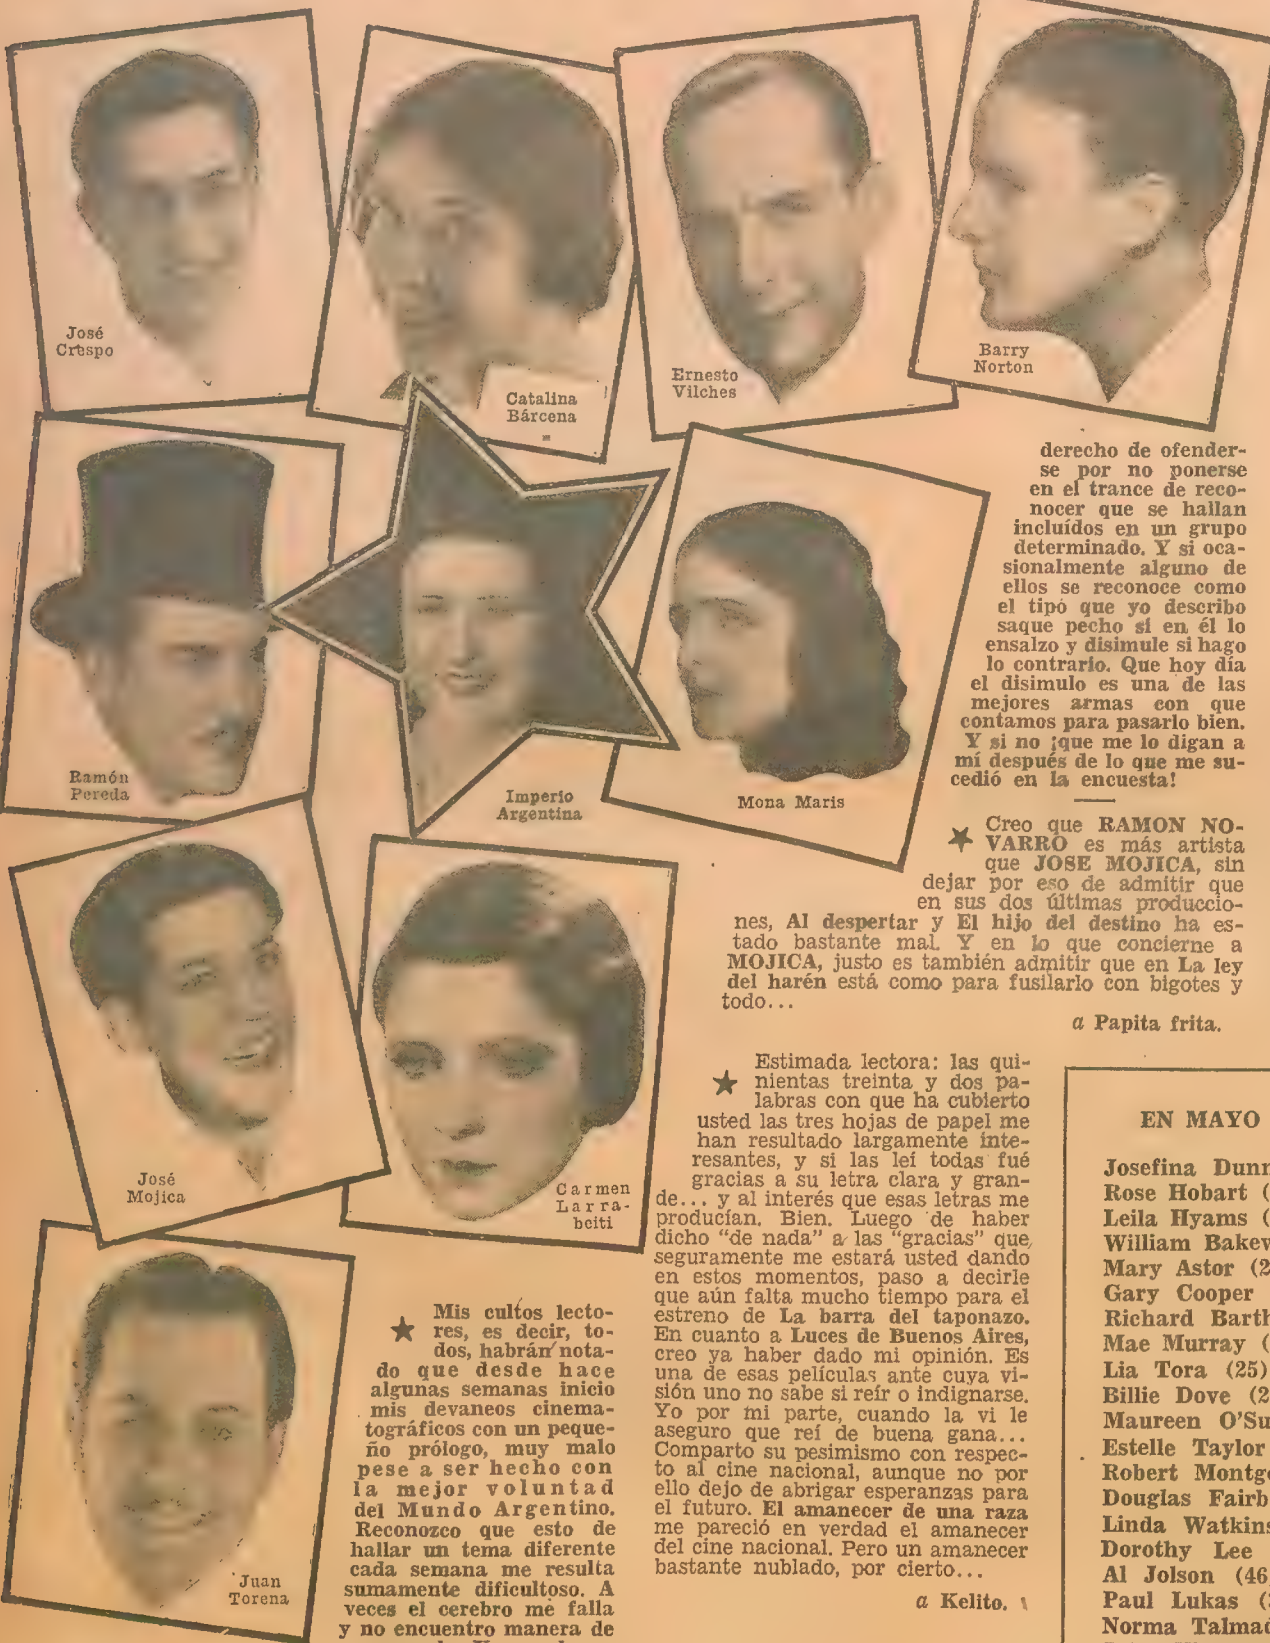 José
Crespo
Catalina
Bárcena
Ernesto
Vilches
Barry
Norton
Ramón
Pereda
Imperio
Argentina
Mona Maris
José
Mojica
Carmen
Larra-
beiti
Juan
Torena
Mis cultos lecto-
res, es decir, to-
dos, habrán nota-
do que desde hace
algunas semanas inicio
mis devaneos cinema-
tográficos con un peque-
ño prólogo, muy malo
pese a ser hecho con
la mejor voluntad
del Mundo Argentino.
Reconozco que esto de
hallar un tema diferente
cada semana me resulta
sumamente dificultoso. A
veces el cerebro me falla
y no encuentro manera de
derecho de ofender-
se por no ponerse
en el trance de reco-
nocer que se hallan
incluídos en un grupo
determinado. Y si oca-
sionalmente alguno de
ellos se reconoce como
el tipo que yo describo
saque pecho si en él lo
ensalzo y disimule si hago
lo contrario. Que hoy día
el disimulo es una de las
mejores armas con que
contamos para pasarlo bien.
Y si no ¡que me lo digan a
mí después de lo que me su-
cedió en la encuesta!
Creo que RAMON NO-
VARRO es más artista
que JOSE MOJICA, sin
dejar por eso de admitir que
en sus dos últimas produccio-
nes, Al despertar y El hijo del destino ha es-
tado bastante mal. Y en lo que concierne a
MOJICA, justo es también admitir que en La ley
del harén está como para fusilarlo con bigotes y
todo...
a Papita frita.
Estimada lectora: las qui-
nientas treinta y dos pa-
labras con que ha cubierto
usted las tres hojas de papel me
han resultado largamente inte-
resantes, y si las leí todas fué
gracias a su letra clara y gran-
de... y al interés que esas letras me
producían. Bien. Luego de haber
dicho "de nada" a las "gracias" que
seguramente me estará usted dando
en estos momentos, paso a decirle
que aún falta mucho tiempo para el
estreno de La barra del taponazo.
En cuanto a Luces de Buenos Aires,
creo ya haber dado mi opinión. Es
una de esas películas ante cuya vi-
sión uno no sabe si reír o indignarse.
Yo por mi parte, cuando la vi le
aseguro que reí de buena gana...
Comparto su pesimismo con respec-
to al cine nacional, aunque no por
ello dejo de abrigar esperanzas para
el futuro. El amanecer de una raza
me pareció en verdad el amanecer
del cine nacional. Pero un amanecer
bastante nublado, por cierto...
a Kelito.
EN MAYO
Josefina Dunn
Rose Hobart (
Leila Hyams (
William Bakew
Mary Astor (2
Gary Cooper
Richard Barth
Mae Murray (
Lia Tora (25)
Billie Dove (2
Maureen O'Su
Estelle Taylor
Robert Montg
Douglas Fairb
Linda Watkins
Dorothy Lee
Al Jolson (46
Paul Lukas (
Norma Talmad